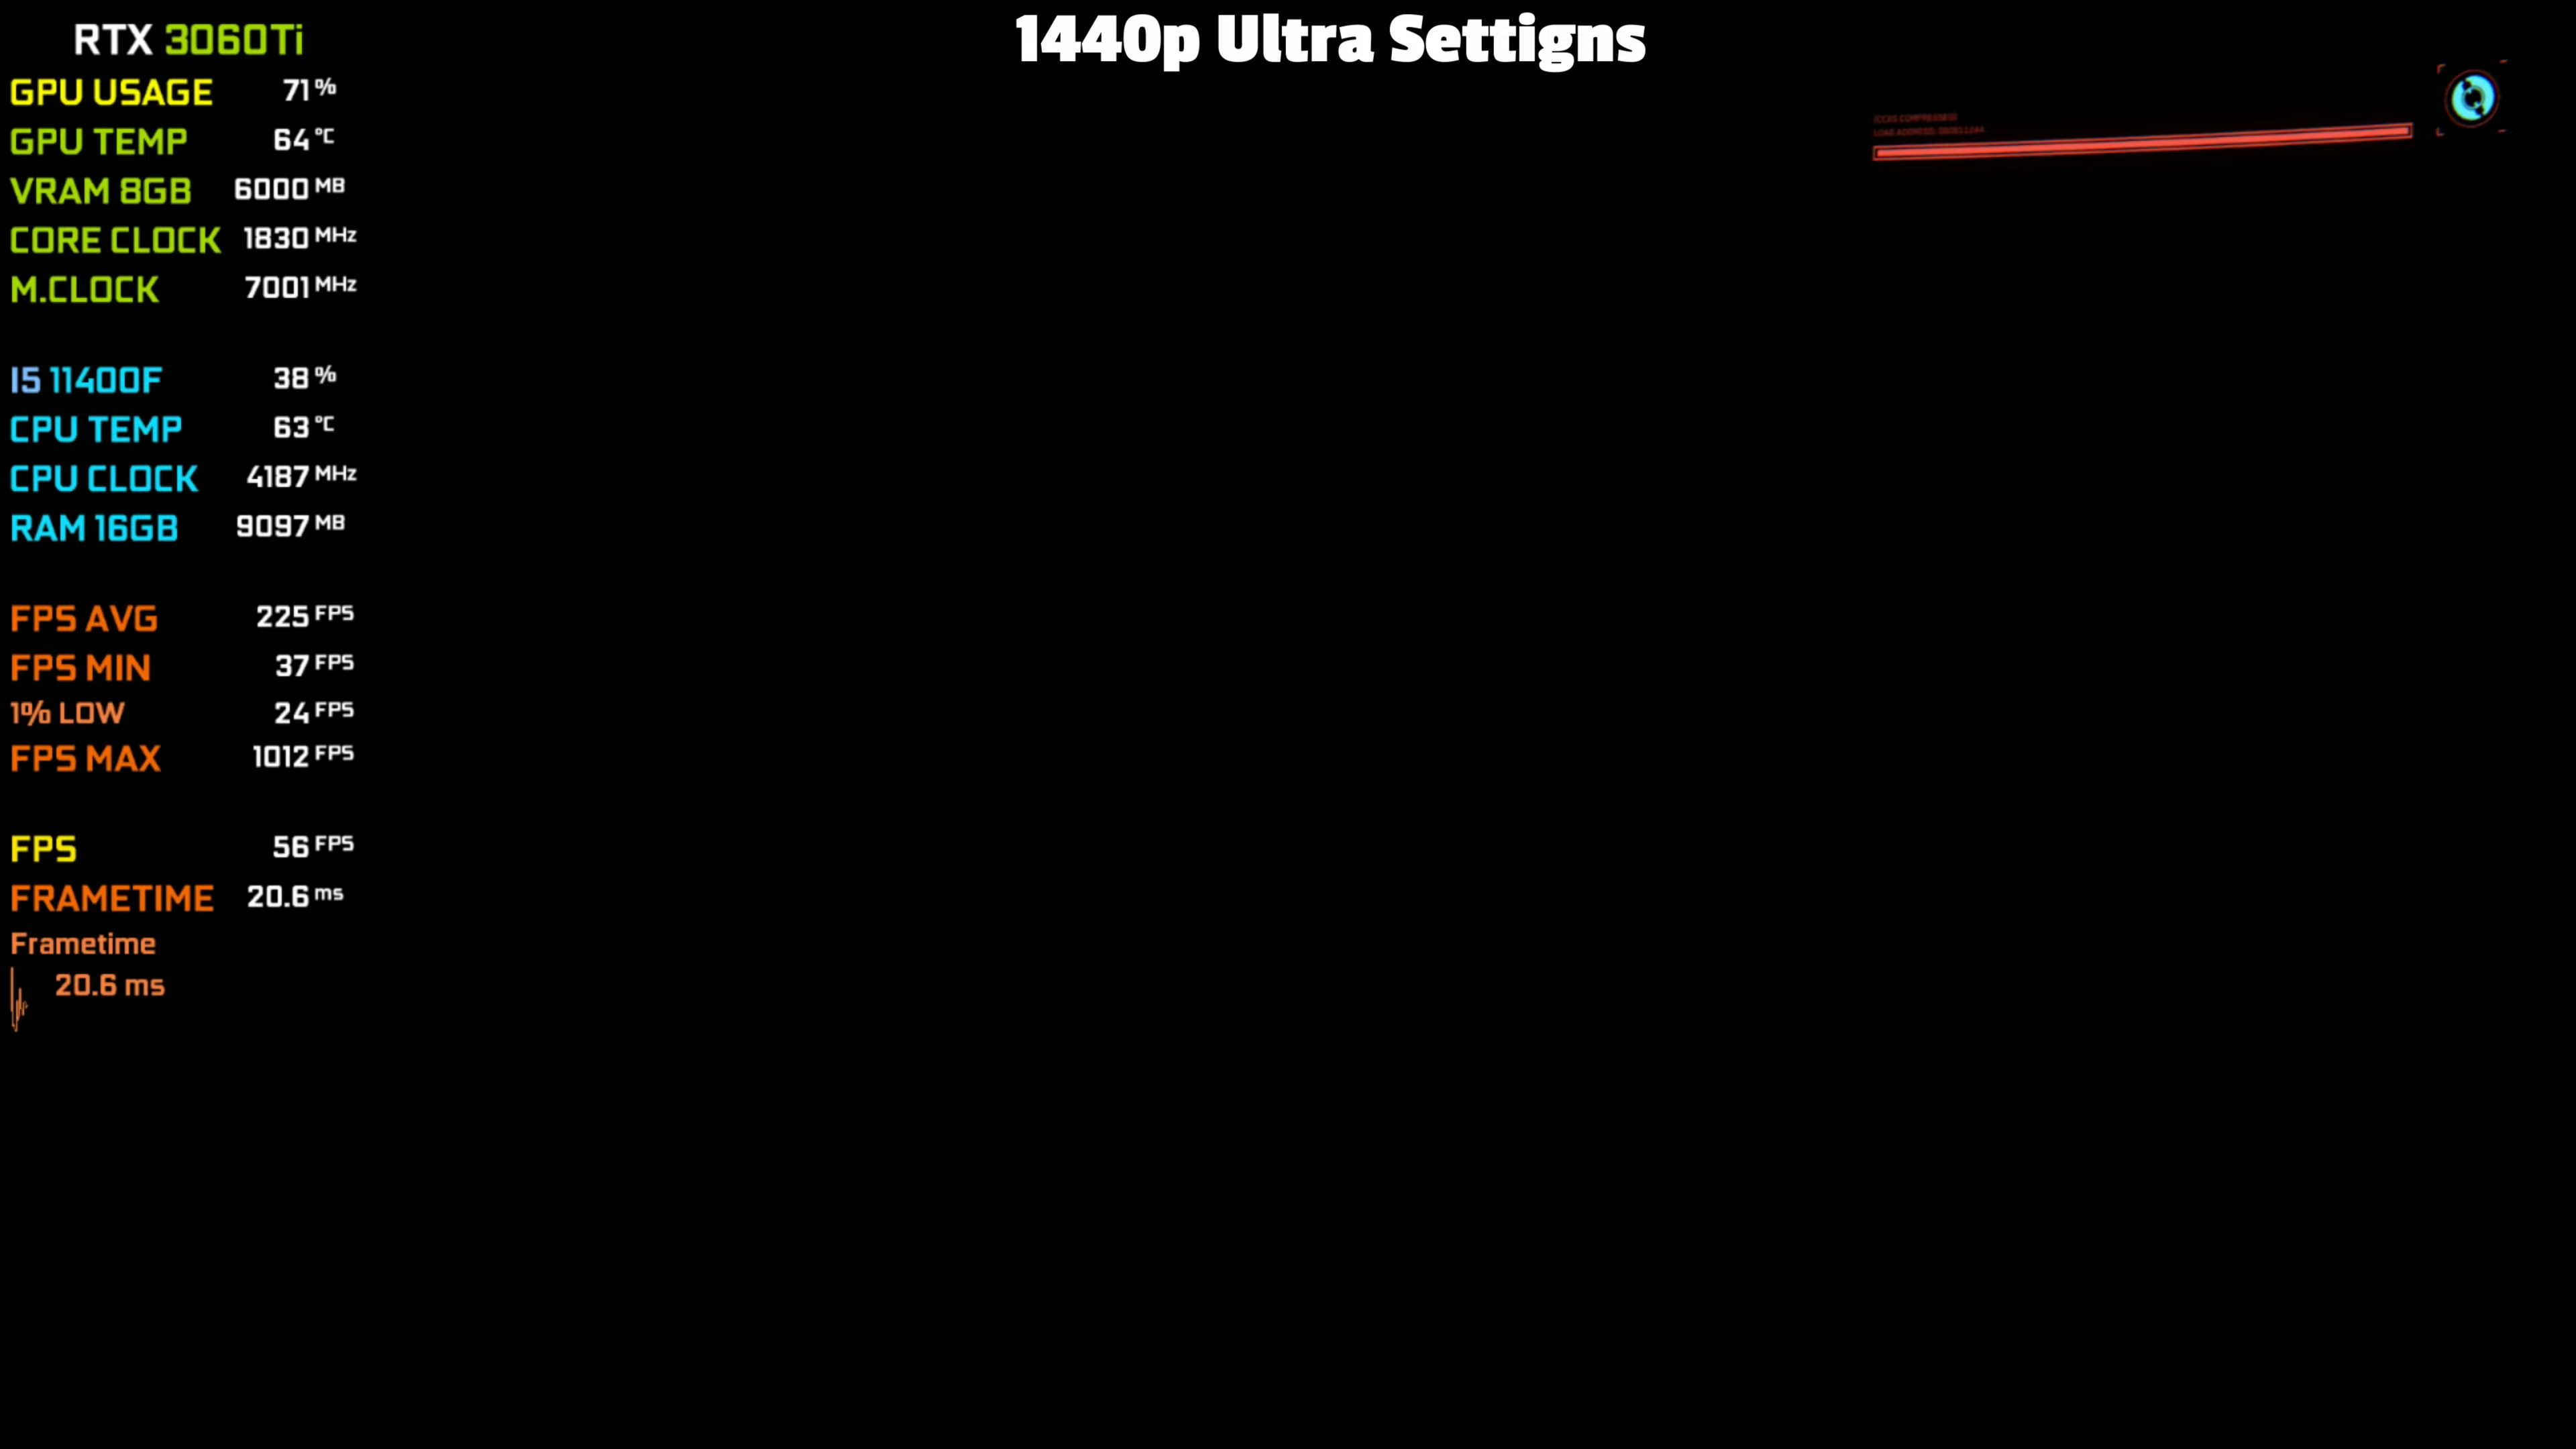 RTX 3060Ti
1440p Ultra Settigns
GPU USAGE 71 %
GPU TEMP 64 °C
VRAM 8GB 6000 MB
CORE CLOCK 1830 MHz
M.CLOCK 7001 MHz
I5 11400F 38 %
CPU TEMP 63 °C
CPU CLOCK 4187 MHz
RAM 16GB 9097 MB
FPS AVG 225 FPS
FPS MIN 37 FPS
1% LOW 24 FPS
FPS MAX 1012 FPS
FPS 56 FPS
FRAMETIME 20.6 ms
Frametime
20.6 ms
COMPRESSED
LOAD ADDRESS: